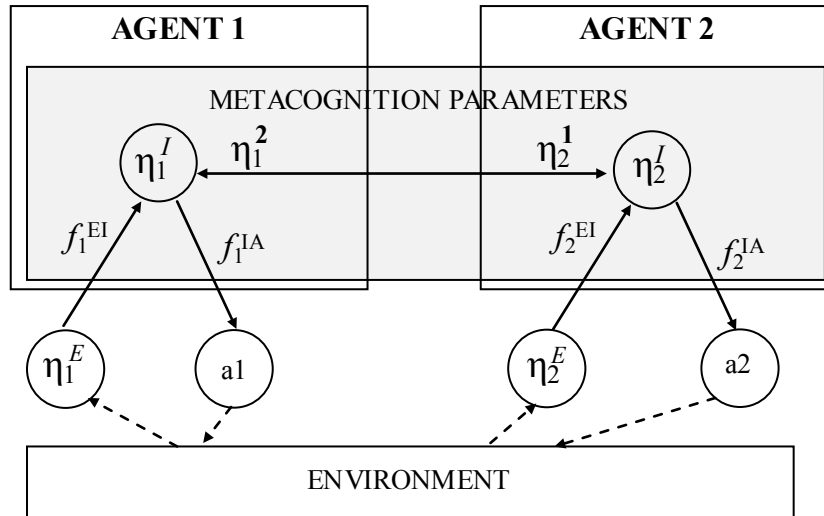 AGENT 1 AGENT 2
METACOGNITION PARAMETERS
η₁ᴵ η₁² η₂¹ η₂ᴵ
f₁ᴱᴵ f₁ᴵᴬ f₂ᴱᴵ f₂ᴵᴬ
η₁ᴱ a1 η₂ᴱ a2
ENVIRONMENT